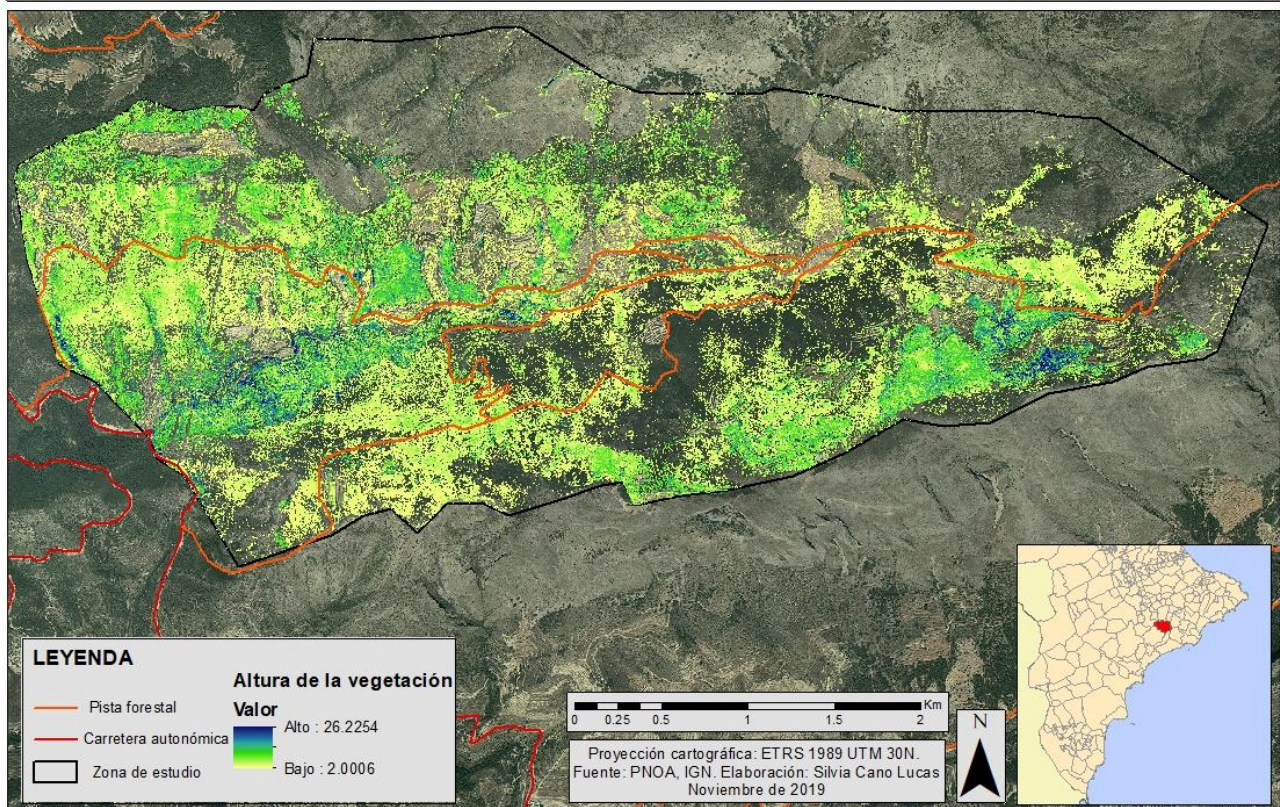 LEYENDA
Pista forestal
Carretera autonómica
Zona de estudio
Altura de la vegetación
Valor
Alto : 26.2254
Bajo : 2.0006
Km
0 0.25 0.5 1 1.5 2
Proyección cartográfica: ETRS 1989 UTM 30N.
Fuente: PNOA, IGN. Elaboración: Silvia Cano Lucas
Noviembre de 2019
N